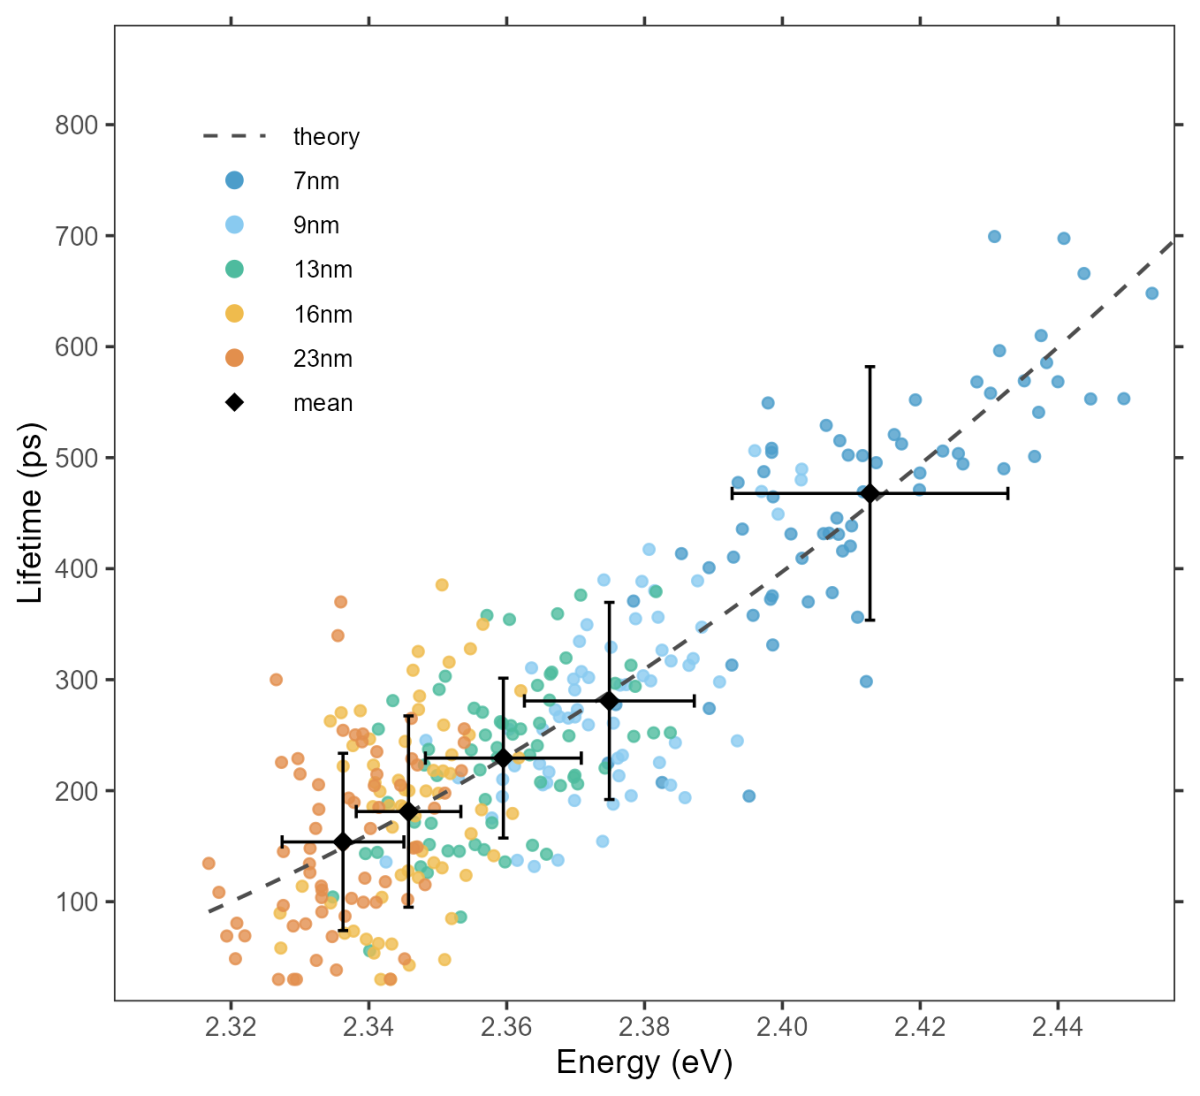 theory
7nm
9nm
13nm
16nm
23nm
mean
800
700
600
500
400
300
200
100
Lifetime (ps)
2.32 2.34 2.36 2.38 2.40 2.42 2.44
Energy (eV)